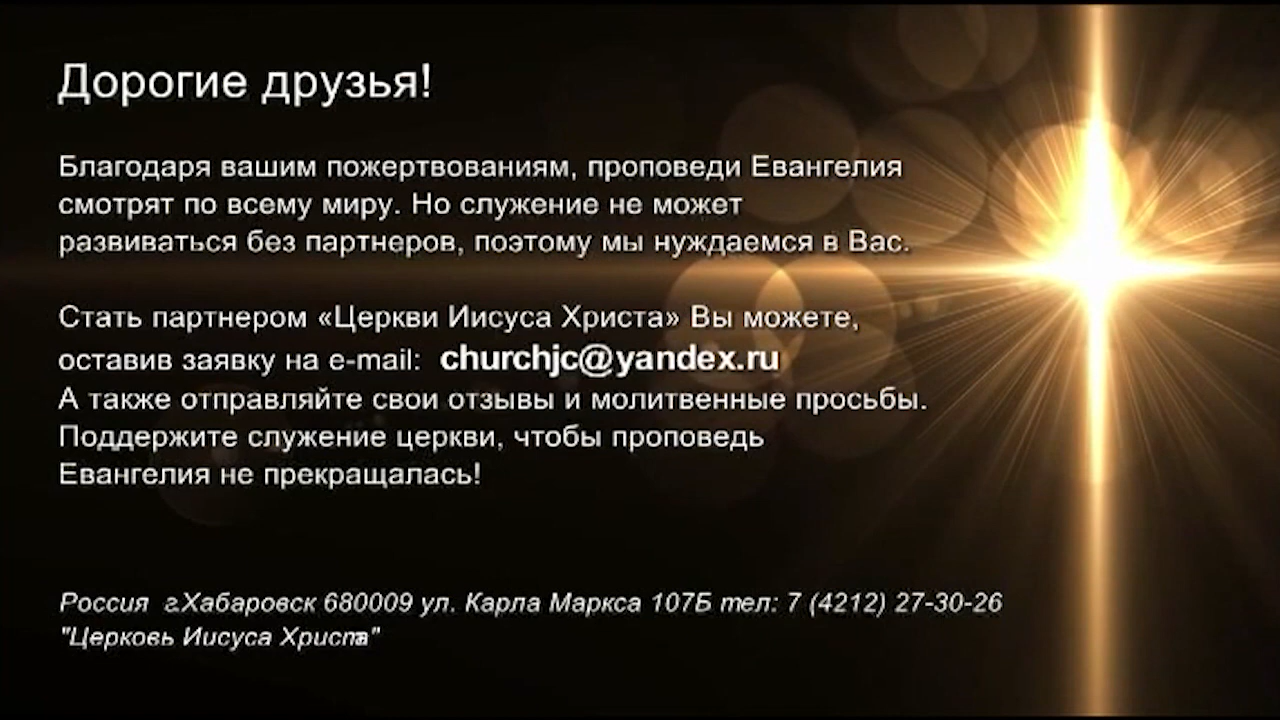 Дорогие друзья!
Благодаря вашим пожертвованиям, проповеди Евангелия
смотрят по всему миру. Но служение не может
развиваться без партнеров, поэтому мы нуждаемся в Вас.
Стать партнером «Церкви Иисуса Христа» Вы можете,
оставив заявку на e-mail: churchjc@yandex.ru
А также отправляйте свои отзывы и молитвенные просьбы.
Поддержите служение церкви, чтобы проповедь
Евангелия не прекращалась!
Россия г.Хабаровск 680009 ул. Карла Маркса 107Б тел: 7 (4212) 27-30-26
"Церковь Иисуса Христа"